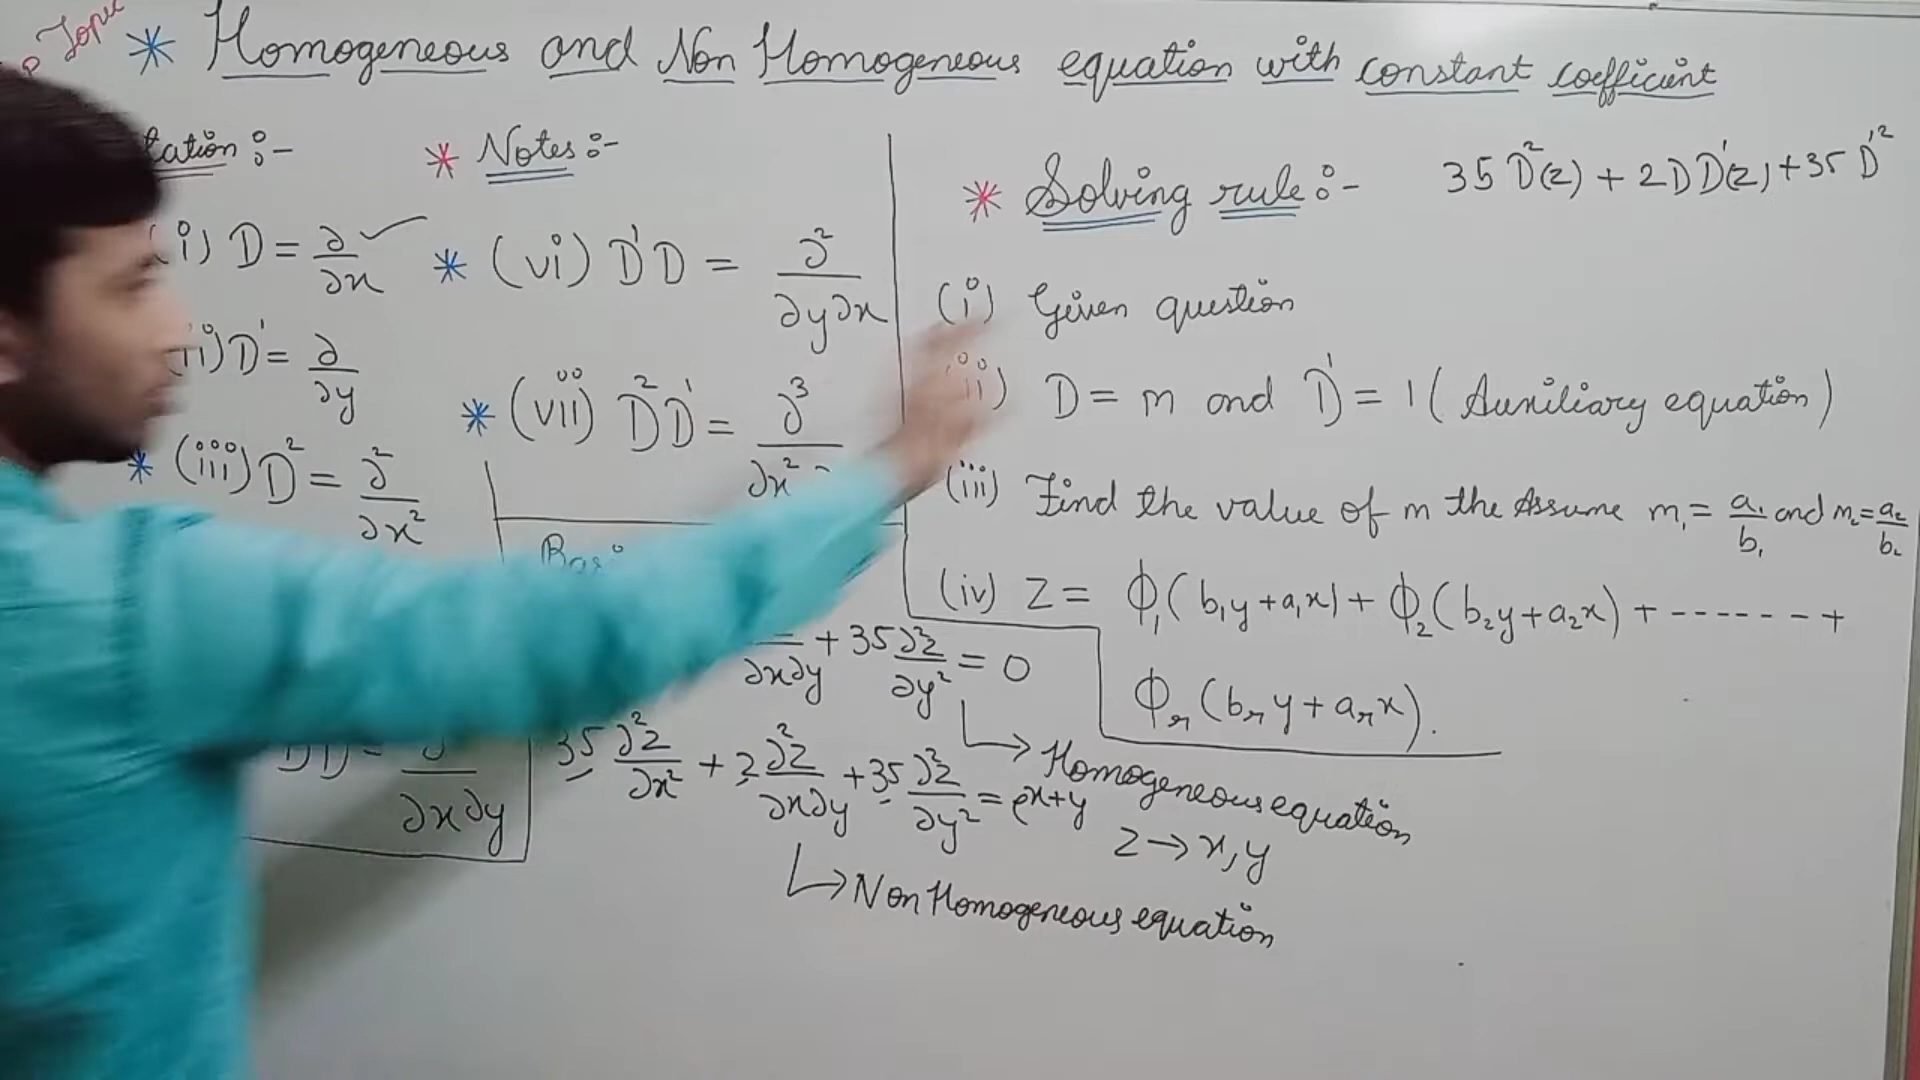 Topic
* Homogeneous and Non Homogeneous equation with constant coefficient
tation :-
(i) D = ∂/∂x ✓
(ii) D' = ∂/∂y
* (iii) D² = ∂²/∂x²
∂x∂y
* Notes :-
* (vi) D'D = ∂²/∂y∂x
* (vii) D²D' = ∂³/∂x²
∂x∂y + 35 ∂²z/∂y² = 0
→ Homogeneous equation
z → x, y
35 ∂²z/∂x² + 2 ∂²z/∂x∂y + 35 ∂²z/∂y² = e^x+y
→ Non Homogeneous equation
* Solving rule :-
35 D²(z) + 2DD'(z) + 35 D'²
(i) Given question
(ii) D = m and D' = 1 (Auxiliary equation)
(iii) Find the value of m the Assume m₁ = a₁/b₁ and m₂ = a₂/b₂
(iv) Z = ϕ₁(b₁y + a₁x) + ϕ₂(b₂y + a₂x) + ------- +
ϕᵣ(bᵣy + aᵣx).